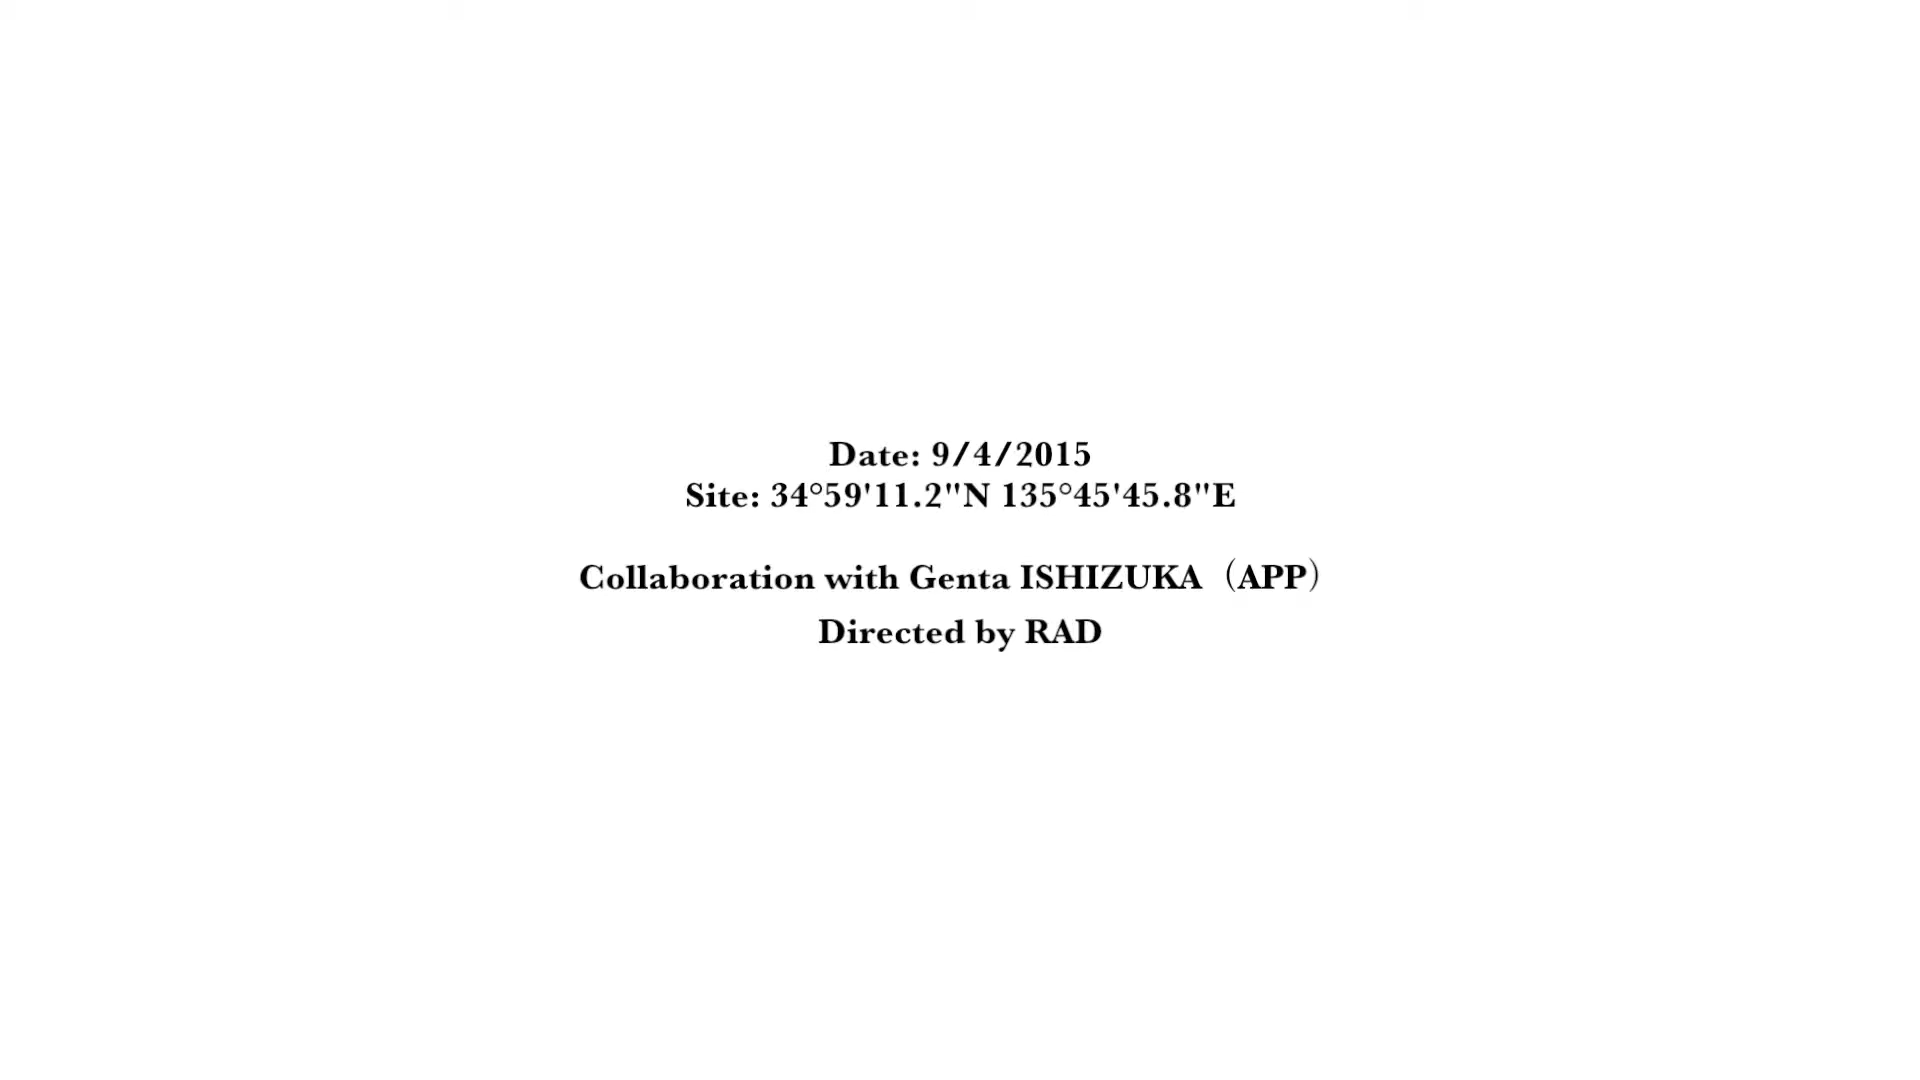 Date: 9/4/2015
Site: 34°59'11.2"N 135°45'45.8"E
Collaboration with Genta ISHIZUKA（APP）
Directed by RAD